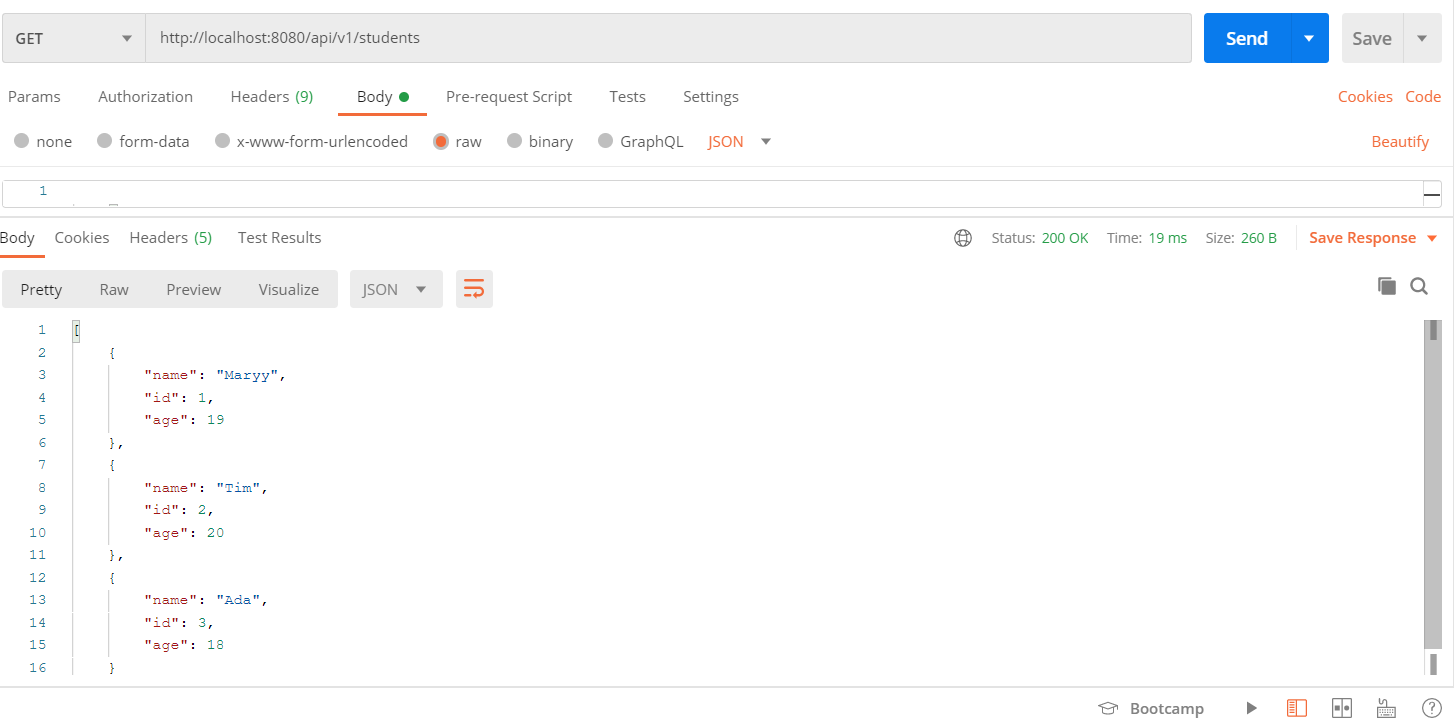 GET http://localhost:8080/api/v1/students Send Save
Params Authorization Headers (9) Body Pre-request Script Tests Settings Cookies Code
none form-data x-www-form-urlencoded raw binary GraphQL JSON Beautify
1
Body Cookies Headers (5) Test Results Status: 200 OK Time: 19 ms Size: 260 B Save Response
Pretty Raw Preview Visualize JSON
1 [
2 {
3 "name": "Maryy",
4 "id": 1,
5 "age": 19
6 },
7 {
8 "name": "Tim",
9 "id": 2,
10 "age": 20
11 },
12 {
13 "name": "Ada",
14 "id": 3,
15 "age": 18
16 }
Bootcamp ?